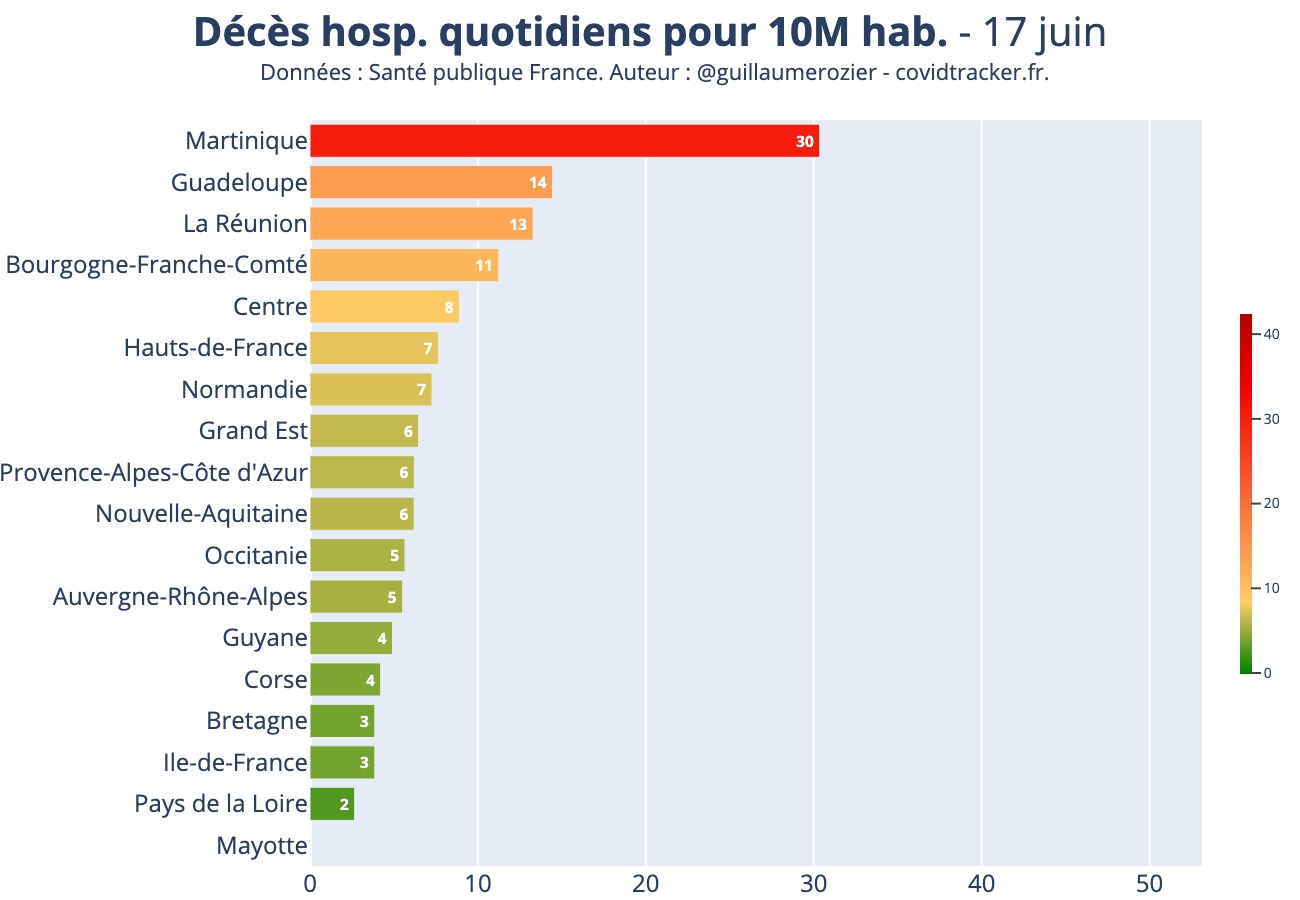 Décès hosp. quotidiens pour 10M hab. - 17 juin
Données : Santé publique France. Auteur : @guillaumerozier - covidtracker.fr.
Martinique 30
Guadeloupe 14
La Réunion 13
Bourgogne-Franche-Comté 11
Centre 8
Hauts-de-France 7
Normandie 7
Grand Est 6
Provence-Alpes-Côte d'Azur 6
Nouvelle-Aquitaine 6
Occitanie 5
Auvergne-Rhône-Alpes 5
Guyane 4
Corse 4
Bretagne 3
Ile-de-France 3
Pays de la Loire 2
Mayotte
0 10 20 30 40 50
40
30
20
10
0